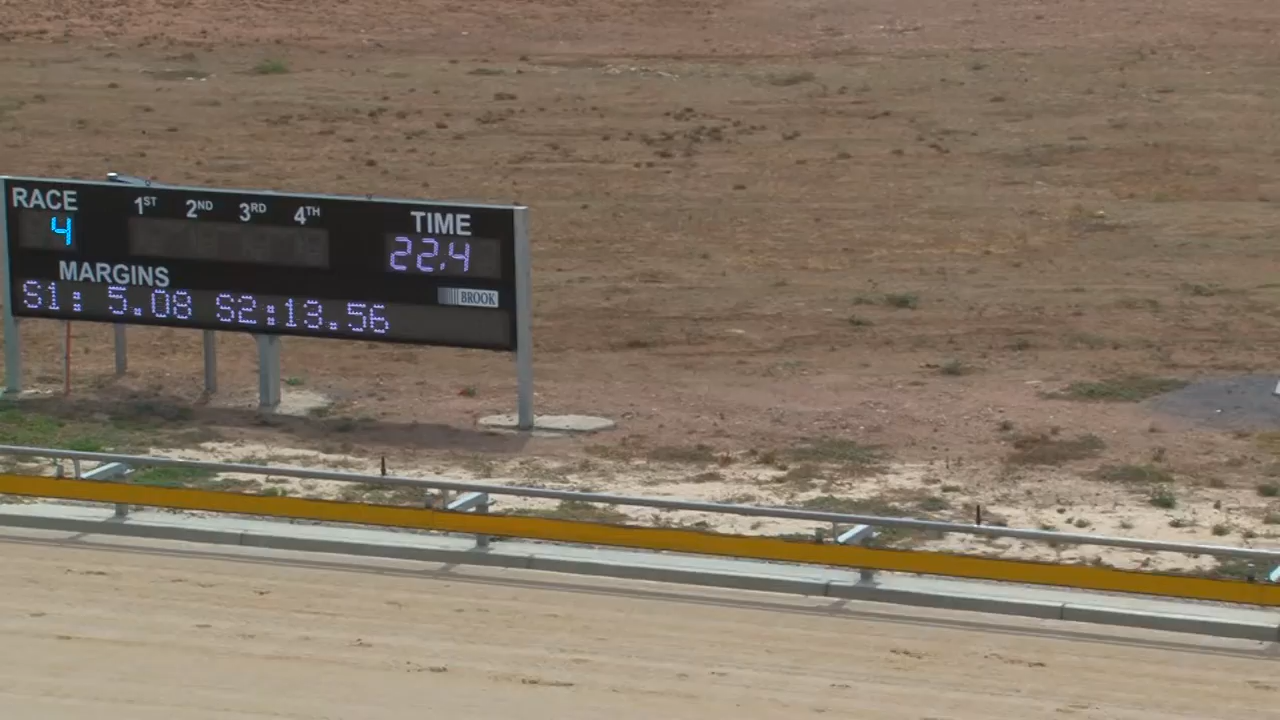 RACE 1ST 2ND 3RD 4TH TIME
4 22.4
MARGINS BROOK
S1: 5.08 S2:13.56